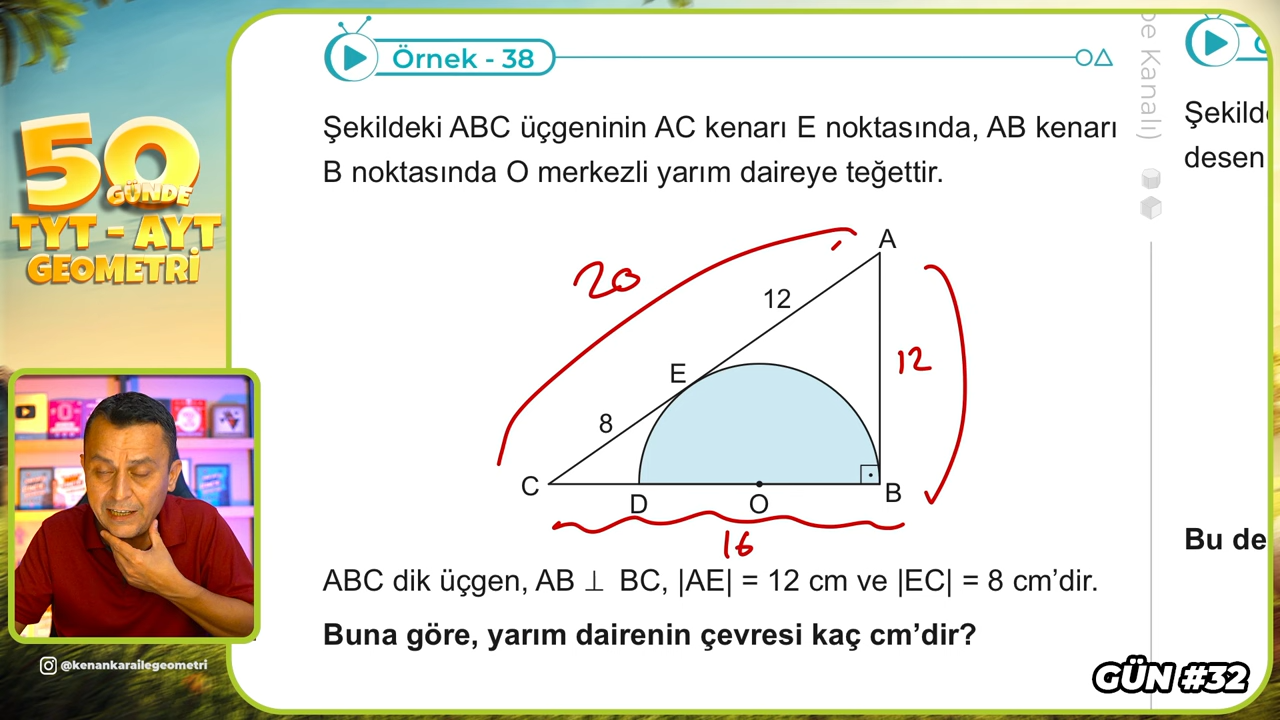 50
GÜNDE
TYT - AYT
GEOMETRİ
Örnek - 38
Şekildeki ABC üçgeninin AC kenarı E noktasında, AB kenarı
B noktasında O merkezli yarım daireye teğettir.
A
20
12
12
E
8
C
D
O
B
16
ABC dik üçgen, AB ⊥ BC, |AE| = 12 cm ve |EC| = 8 cm’dir.
Buna göre, yarım dairenin çevresi kaç cm’dir?
Kanalı)
Şekild
desen
Bu de
@kenankarailegeometri
GÜN #32